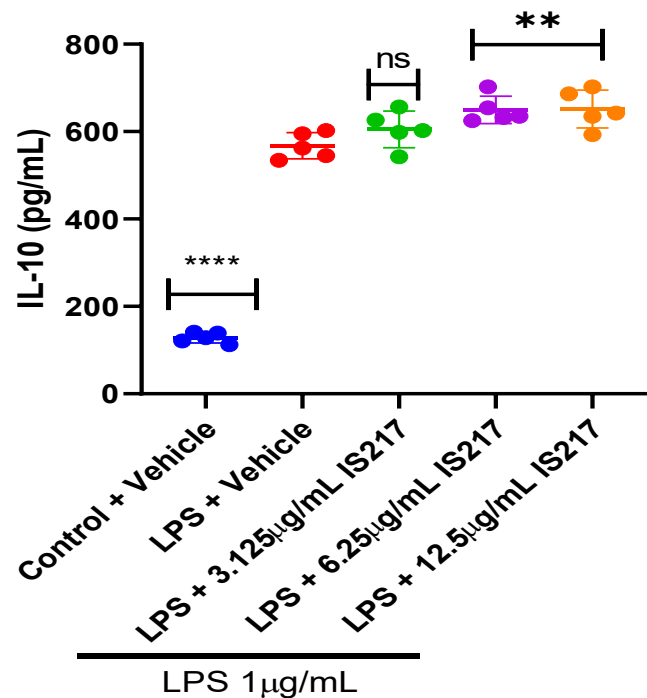 800
600
400
200
0
IL-10 (pg/mL)
****
ns
**
Control + Vehicle
LPS + Vehicle
LPS + 3.125μg/mL IS217
LPS + 6.25μg/mL IS217
LPS + 12.5μg/mL IS217
LPS 1μg/mL